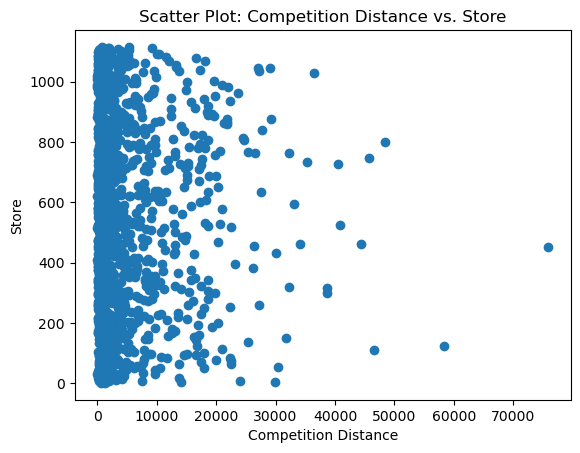 Scatter Plot: Competition Distance vs. Store
1000
800
600
400
200
0
Store
0 10000 20000 30000 40000 50000 60000 70000
Competition Distance